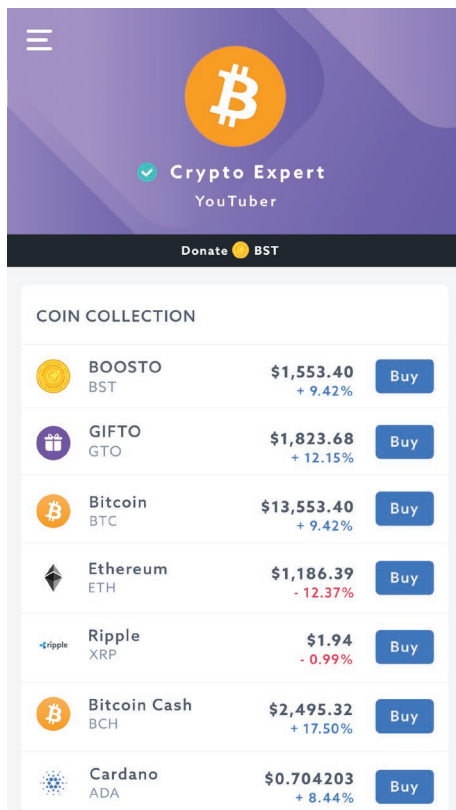 Crypto Expert
YouTuber
Donate BST
COIN COLLECTION
BOOSTO $1,553.40 Buy
BST + 9.42%
GIFTO $1,823.68 Buy
GTO + 12.15%
Bitcoin $13,553.40 Buy
BTC + 9.42%
Ethereum $1,186.39 Buy
ETH - 12.37%
ripple Ripple $1.94 Buy
XRP - 0.99%
Bitcoin Cash $2,495.32 Buy
BCH + 17.50%
Cardano $0.704203 Buy
ADA + 8.44%